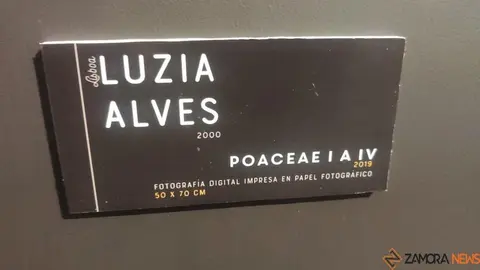 Lisboa
LUZIA
ALVES
2000
POACEAE I A IV
2019
FOTOGRAFÍA DIGITAL IMPRESA EN PAPEL FOTOGRÁFICO
50 X 70 CM
ZAMORA NEWS